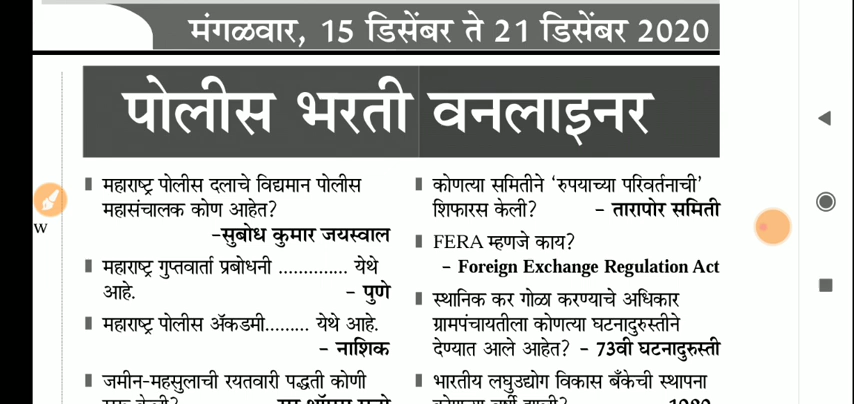 मंगळवार, 15 डिसेंबर ते 21 डिसेंबर 2020
पोलीस भरती वनलाइनर
महाराष्ट्र पोलीस दलाचे विद्यमान पोलीस
महासंचालक कोण आहेत?
–सुबोध कुमार जयस्वाल
महाराष्ट्र गुप्तवार्ता प्रबोधनी .............. येथे
आहे. – पुणे
महाराष्ट्र पोलीस ॲकडमी......... येथे आहे.
– नाशिक
जमीन-महसुलाची रयतवारी पद्धती कोणी
कोणत्या समितीने ‘रुपयाच्या परिवर्तनाची’
शिफारस केली? – तारापोर समिती
FERA म्हणजे काय?
– Foreign Exchange Regulation Act
स्थानिक कर गोळा करण्याचे अधिकार
ग्रामपंचायतीला कोणत्या घटनादुरुस्तीने
देण्यात आले आहेत? – 73वी घटनादुरुस्ती
भारतीय लघुउद्योग विकास बँकेची स्थापना
w